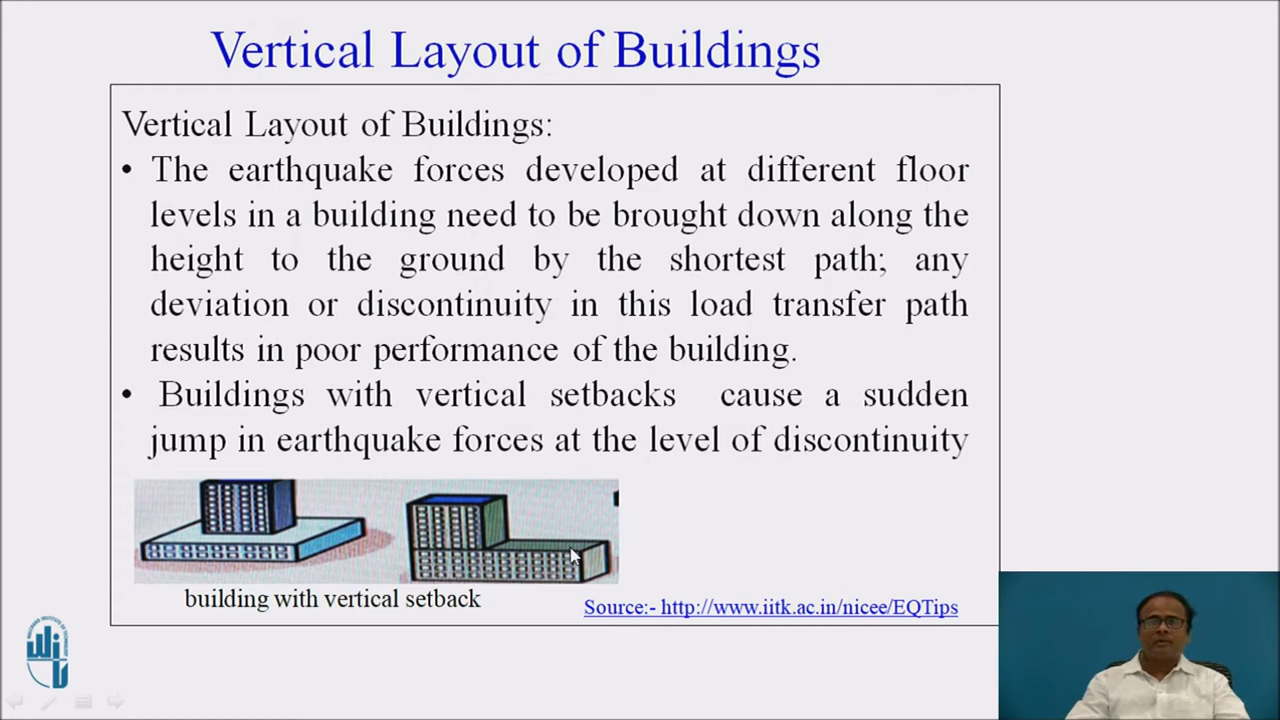 Vertical Layout of Buildings
Vertical Layout of Buildings:
• The earthquake forces developed at different floor
levels in a building need to be brought down along the
height to the ground by the shortest path; any
deviation or discontinuity in this load transfer path
results in poor performance of the building.
• Buildings with vertical setbacks cause a sudden
jump in earthquake forces at the level of discontinuity
building with vertical setback
Source:- http://www.iitk.ac.in/nicee/EQTips